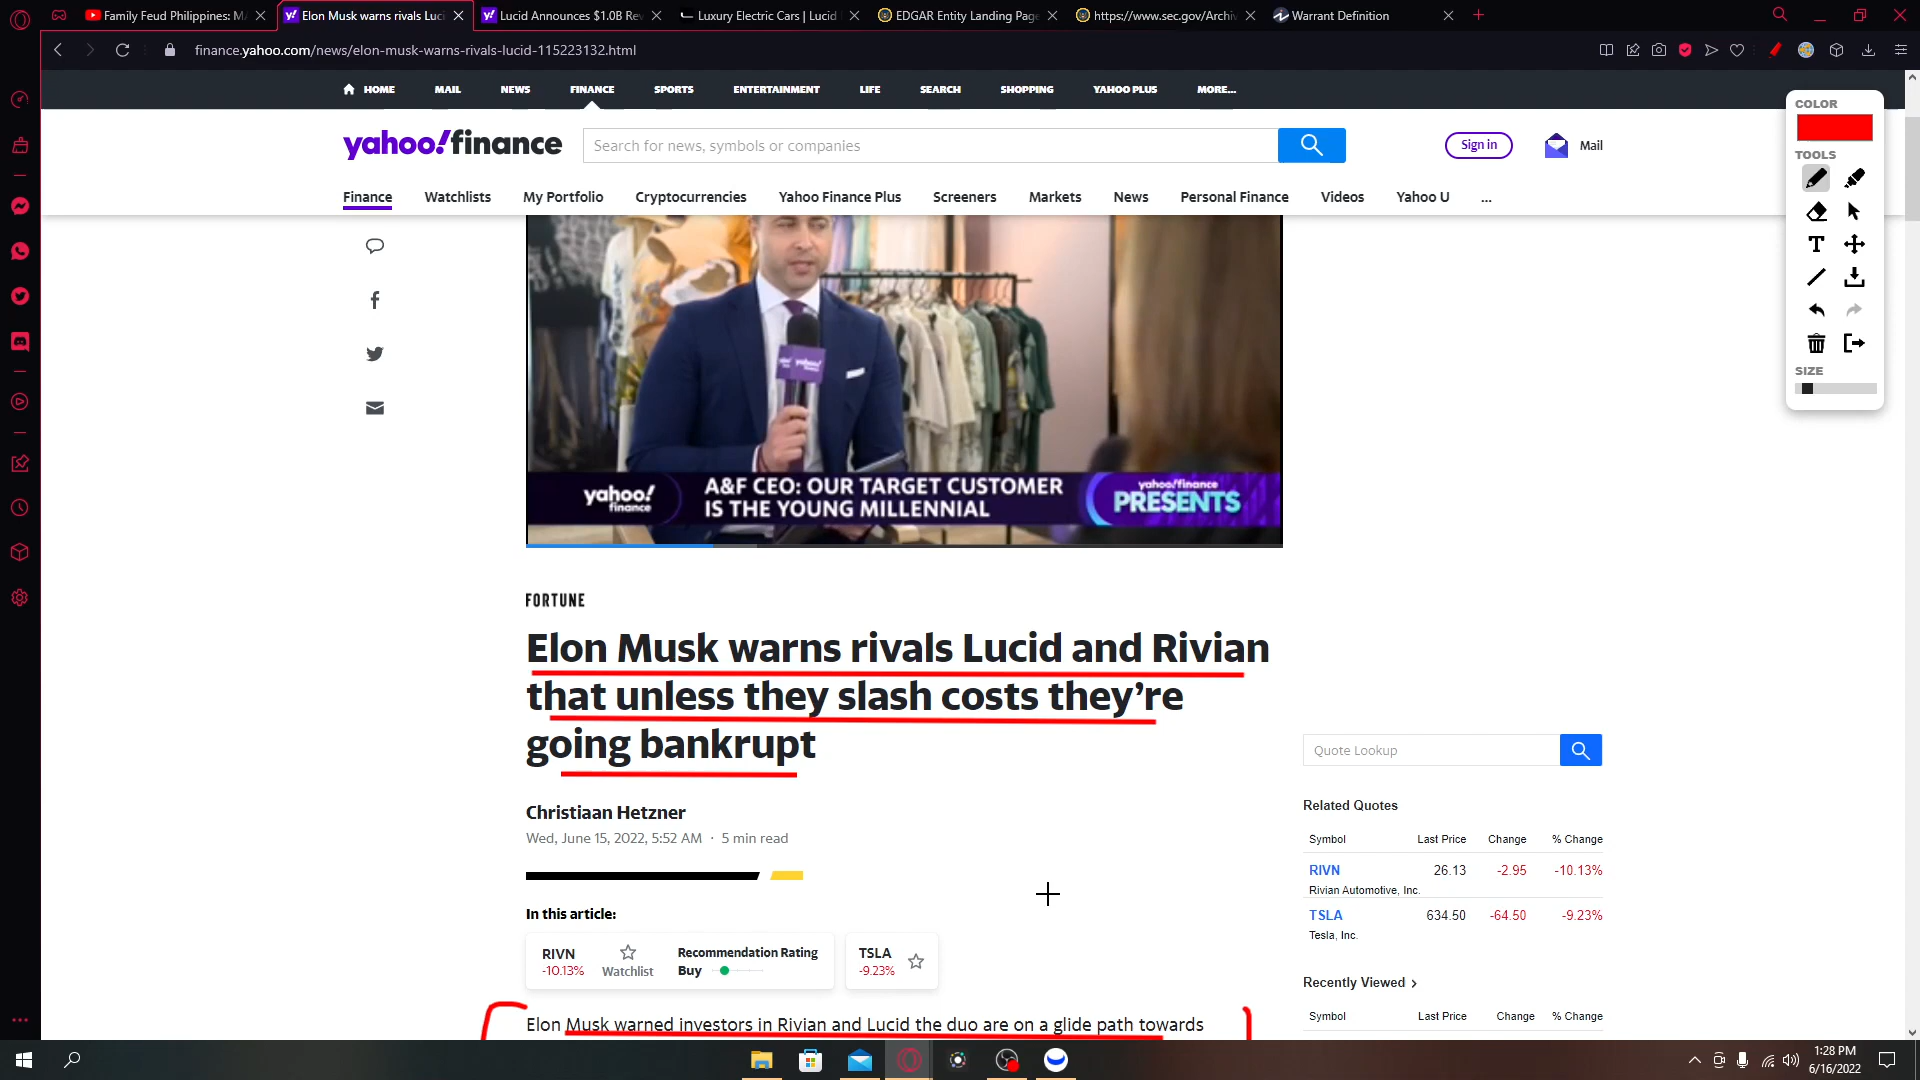 Family Feud Philippines: M
Elon Musk warns rivals Luci
Lucid Announces $1.0B Re
Luxury Electric Cars | Lucid
EDGAR Entity Landing Page
https://www.sec.gov/Archiv
Warrant Definition
finance.yahoo.com/news/elon-musk-warns-rivals-lucid-115223132.html
HOME MAIL NEWS FINANCE SPORTS ENTERTAINMENT LIFE SEARCH SHOPPING YAHOO PLUS MORE...
yahoo!finance
Search for news, symbols or companies
Sign in
Mail
Finance Watchlists My Portfolio Cryptocurrencies Yahoo Finance Plus Screeners Markets News Personal Finance Videos Yahoo U ...
COLOR
TOOLS
T
SIZE
yahoo!
finance
A&F CEO: OUR TARGET CUSTOMER
IS THE YOUNG MILLENNIAL
yahoo!finance
PRESENTS
FORTUNE
Elon Musk warns rivals Lucid and Rivian
that unless they slash costs they’re
going bankrupt
Christiaan Hetzner
Wed, June 15, 2022, 5:52 AM · 5 min read
In this article:
RIVN
-10.13%
Watchlist
Recommendation Rating
Buy
TSLA
-9.23%
Elon Musk warned investors in Rivian and Lucid the duo are on a glide path towards
Quote Lookup
Related Quotes
Symbol Last Price Change % Change
RIVN 26.13 -2.95 -10.13%
Rivian Automotive, Inc.
TSLA 634.50 -64.50 -9.23%
Tesla, Inc.
Recently Viewed
Symbol Last Price Change % Change
1:28 PM
6/16/2022